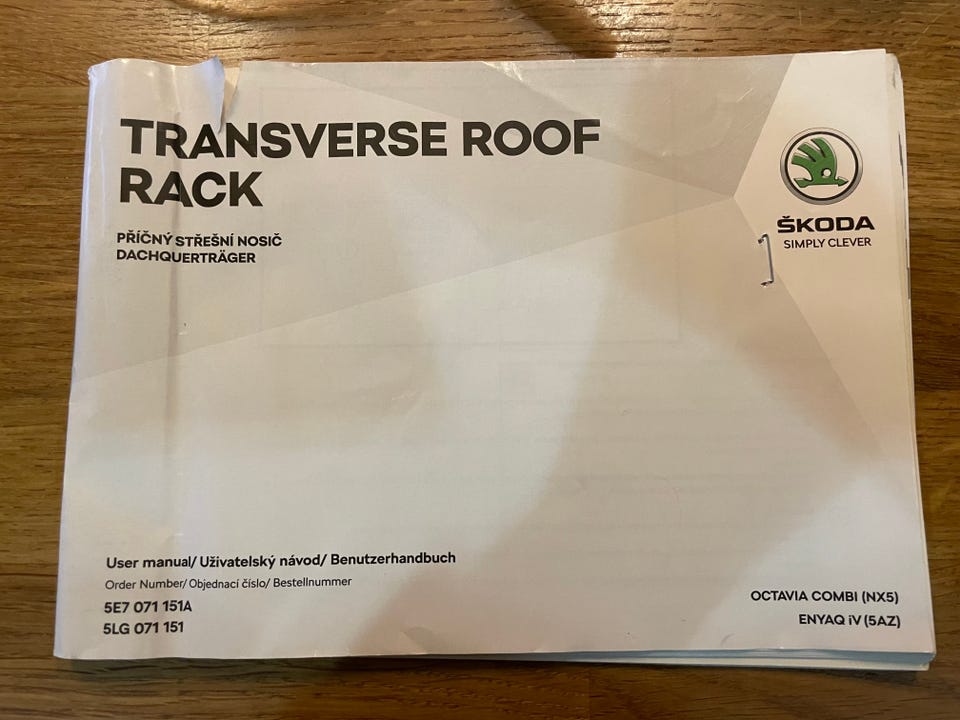 TRANSVERSE ROOF
RACK
PŘÍČNÝ STŘEŠNÍ NOSIČ
DACHQUERTRÄGER
ŠKODA
SIMPLY CLEVER
User manual/ Uživatelský návod/ Benutzerhandbuch
Order Number/ Objednací číslo/ Bestellnummer
5E7 071 151A
5LG 071 151
OCTAVIA COMBI (NX5)
ENYAQ iV (5AZ)